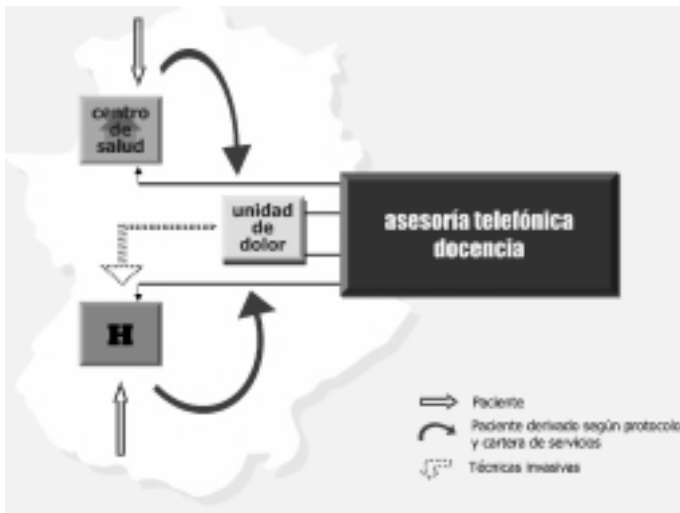 centro
de
salud
unidad
de
dolor
asesoría telefónica
docencia
H
Paciente
Paciente derivado según protocolo
y cartera de servicios
Técnicas invasivas